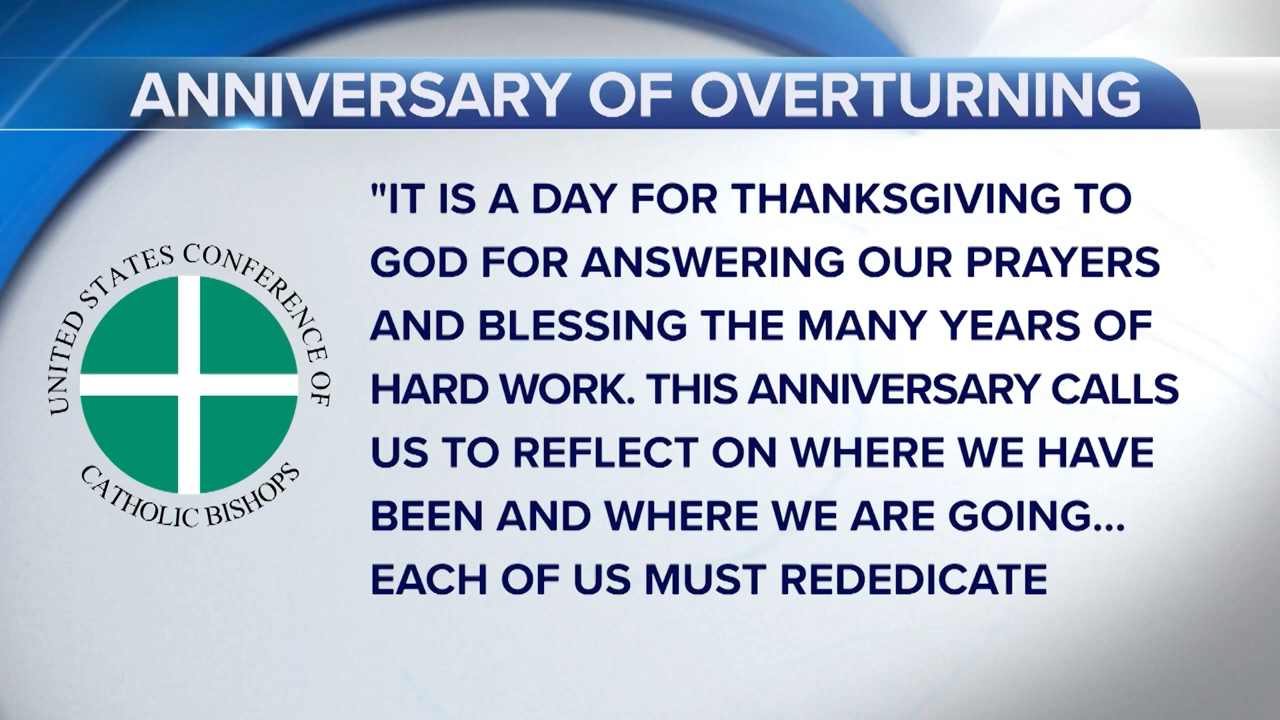 ANNIVERSARY OF OVERTURNING
UNITED STATES CONFERENCE OF
CATHOLIC BISHOPS
"IT IS A DAY FOR THANKSGIVING TO
GOD FOR ANSWERING OUR PRAYERS
AND BLESSING THE MANY YEARS OF
HARD WORK. THIS ANNIVERSARY CALLS
US TO REFLECT ON WHERE WE HAVE
BEEN AND WHERE WE ARE GOING...
EACH OF US MUST REDEDICATE